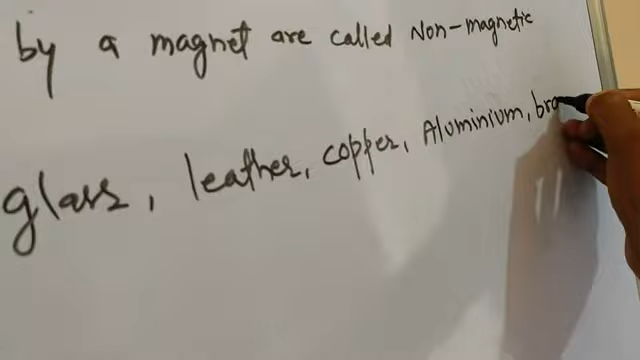 by a magnet are called Non-magnetic
glass, leather, copper, Aluminium, bra